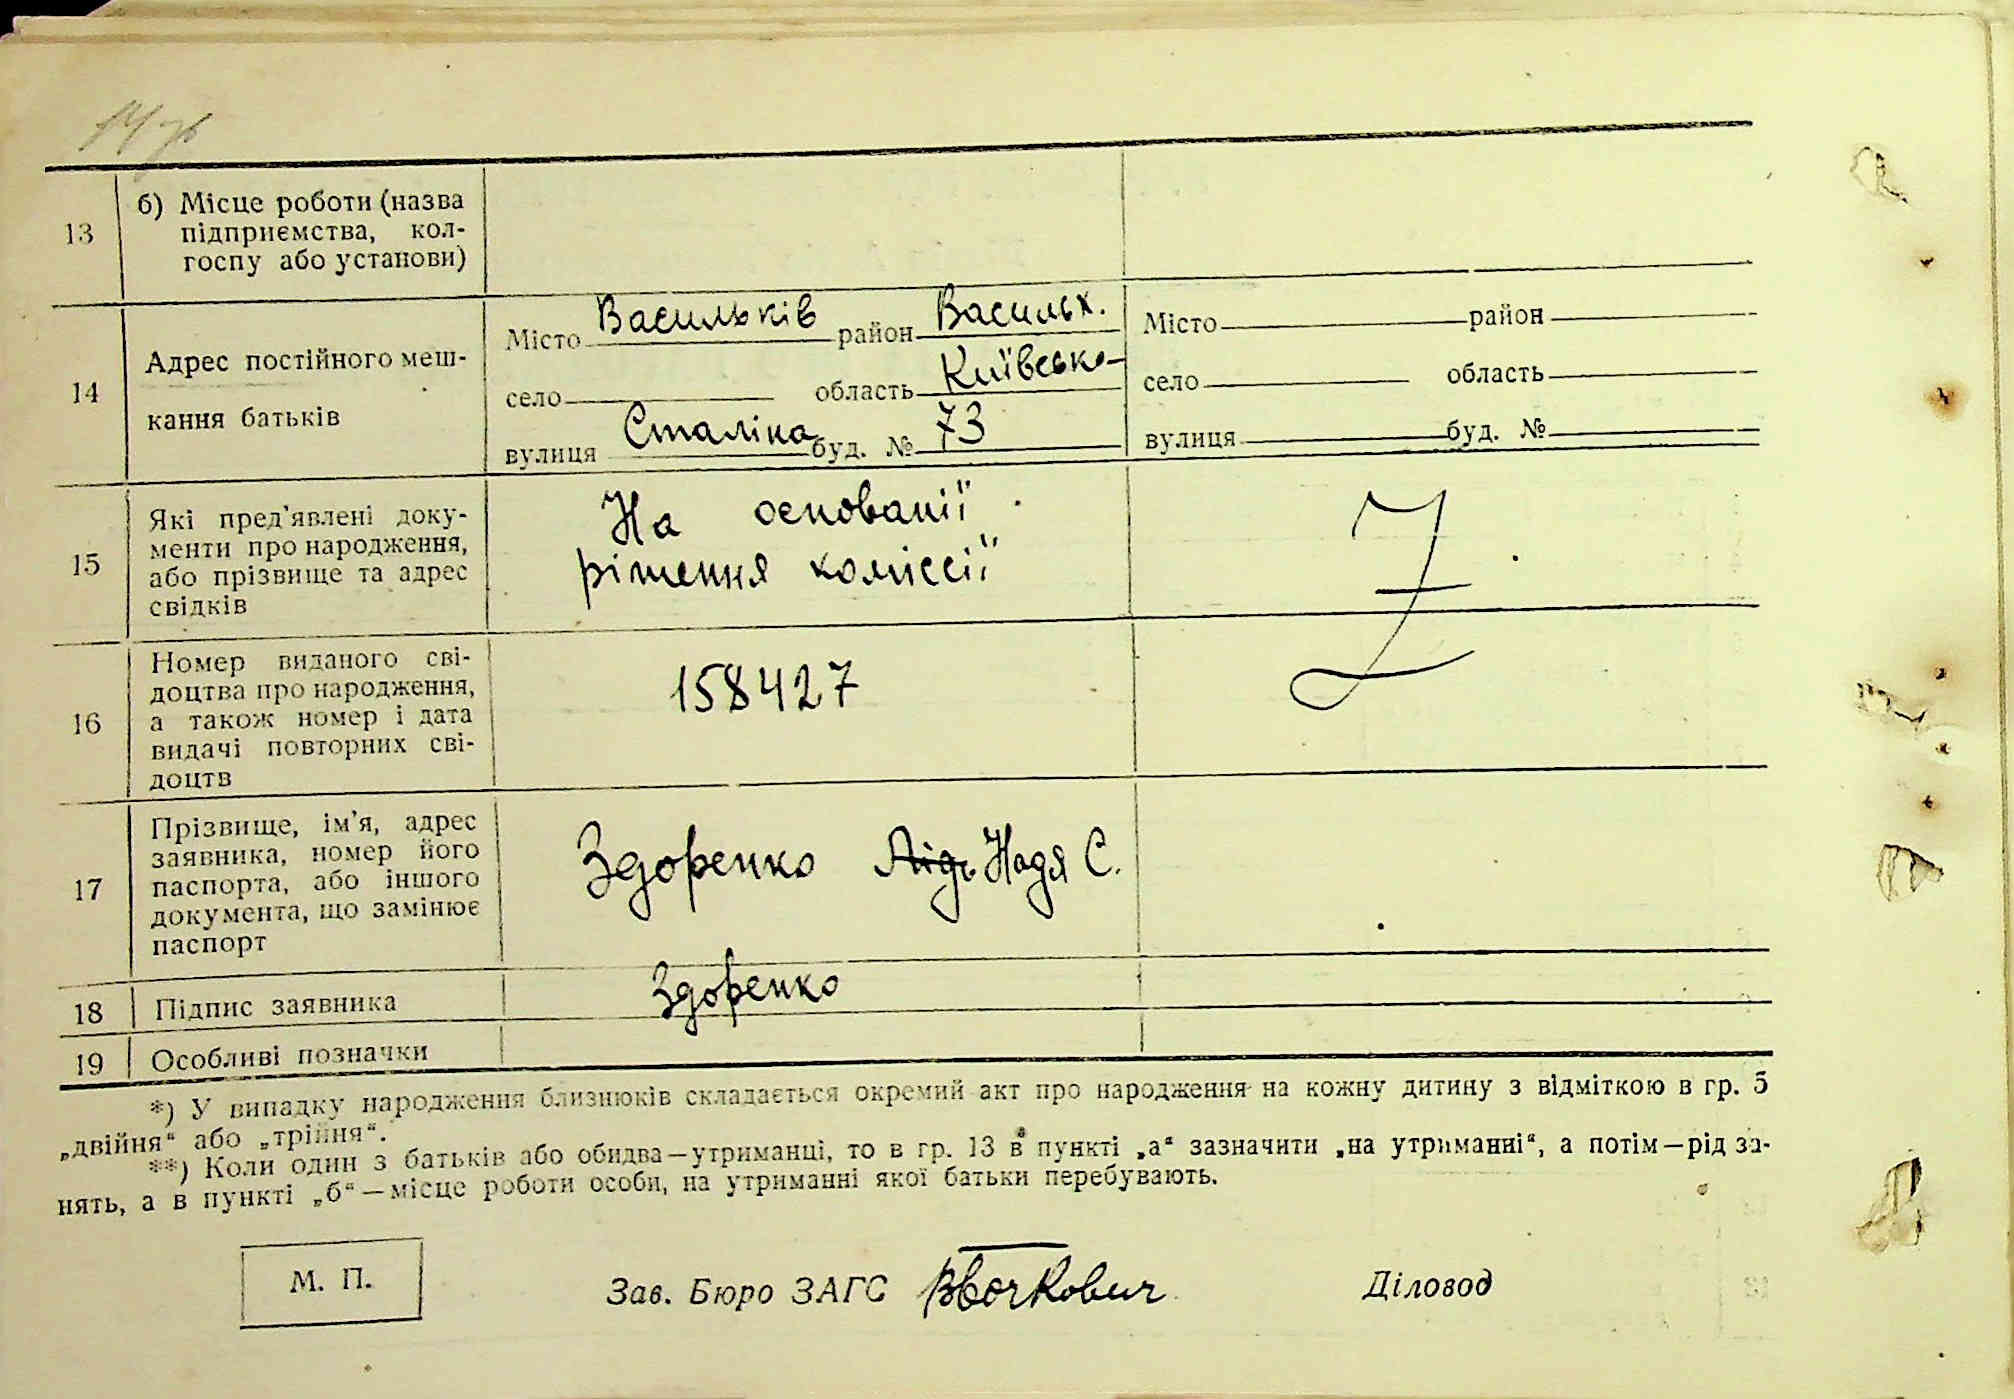 13
б) Місце роботи (назва
підприємства, кол-
госпу або установи)
14
Адрес постійного меш-
кання батьків
Місто Васильків район Васильк.
село область Київсько-
вулиця Сталіна буд. № 73
Місто район
село область
вулиця буд. №
15
Які пред'явлені доку-
менти про народження,
або прізвище та адрес
свідків
На основанії
рішення коміссії
Z
16
Номер виданого сві-
доцтва про народження,
а також номер і дата
видачі повторних сві-
доцтв
158427
17
Прізвище, ім'я, адрес
заявника, номер його
паспорта, або іншого
документа, що замінює
паспорт
Здоренко Лідь Надя С.
18
Підпис заявника
Здоренко
19
Особливі позначки
*) У випадку народження близнюків складається окремий акт про народження на кожну дитину з відміткою в гр. 5
„двійня“ або „трійня“.
**) Коли один з батьків або обидва—утриманці, то в гр. 13 в пункті „а“ зазначити „на утриманні“, а потім—рід за-
нять, а в пункті „б“—місце роботи особи, на утриманні якої батьки перебувають.
М. П.
Зав. Бюро ЗАГС
Діловод